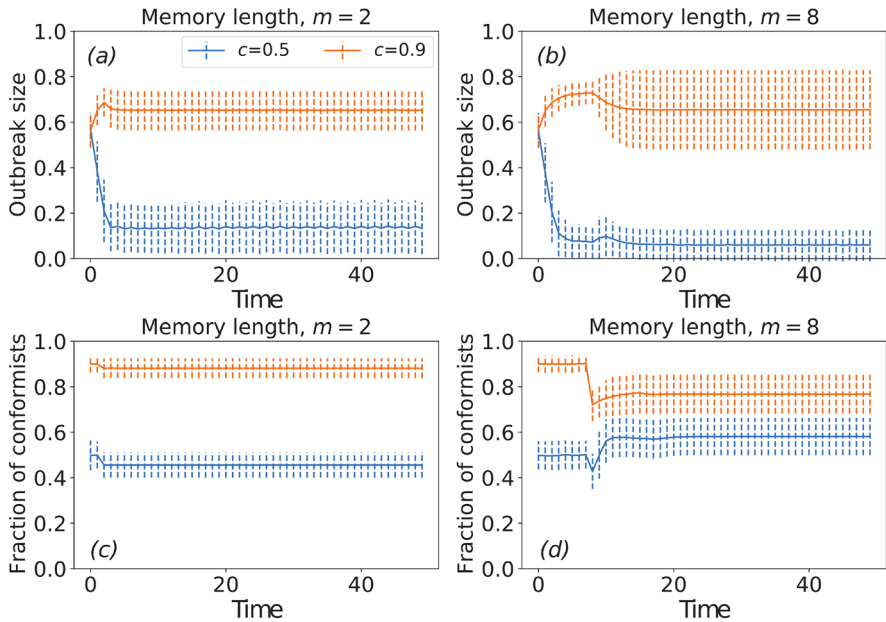 Memory length, m = 2
Outbreak size
1.0
0.8
0.6
0.4
0.2
0.0
(a)
c=0.5 c=0.9
0 20 40
Time
Memory length, m = 8
Outbreak size
1.0
0.8
0.6
0.4
0.2
0.0
(b)
0 20 40
Time
Memory length, m = 2
Fraction of conformists
1.0
0.8
0.6
0.4
0.2
0.0
(c)
0 20 40
Time
Memory length, m = 8
Fraction of conformists
1.0
0.8
0.6
0.4
0.2
0.0
(d)
0 20 40
Time